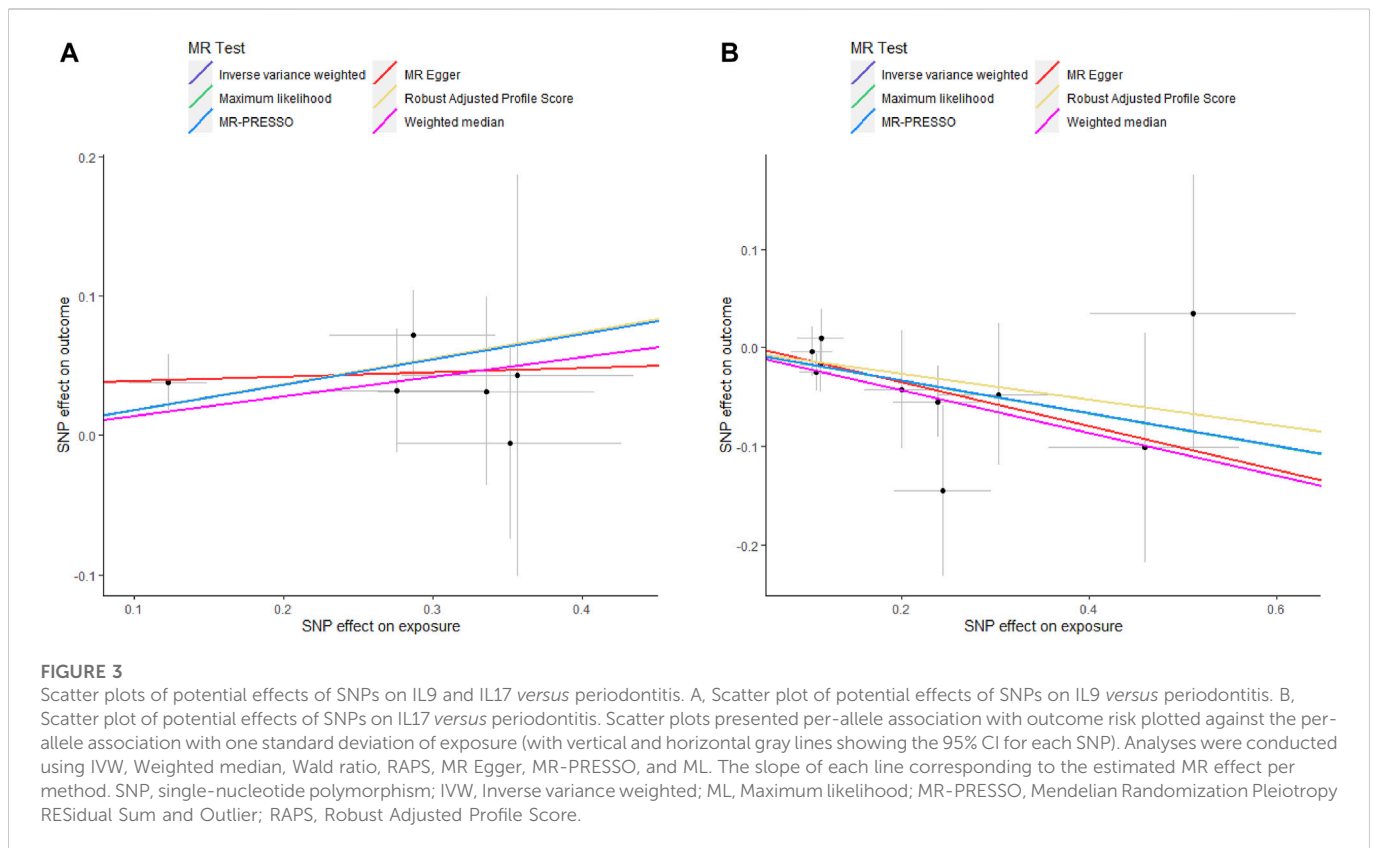 A
MR Test
Inverse variance weighted
MR Egger
Maximum likelihood
Robust Adjusted Profile Score
MR-PRESSO
Weighted median
0.2
0.1
0.0
-0.1
SNP effect on outcome
0.1
0.2
0.3
0.4
SNP effect on exposure
B
MR Test
Inverse variance weighted
MR Egger
Maximum likelihood
Robust Adjusted Profile Score
MR-PRESSO
Weighted median
0.1
0.0
-0.1
-0.2
SNP effect on outcome
0.2
0.4
0.6
SNP effect on exposure
FIGURE 3
Scatter plots of potential effects of SNPs on IL9 and IL17 versus periodontitis. A, Scatter plot of potential effects of SNPs on IL9 versus periodontitis. B,
Scatter plot of potential effects of SNPs on IL17 versus periodontitis. Scatter plots presented per-allele association with outcome risk plotted against the per-
allele association with one standard deviation of exposure (with vertical and horizontal gray lines showing the 95% CI for each SNP). Analyses were conducted
using IVW, Weighted median, Wald ratio, RAPS, MR Egger, MR-PRESSO, and ML. The slope of each line corresponding to the estimated MR effect per
method. SNP, single-nucleotide polymorphism; IVW, Inverse variance weighted; ML, Maximum likelihood; MR-PRESSO, Mendelian Randomization Pleiotropy
RESidual Sum and Outlier; RAPS, Robust Adjusted Profile Score.